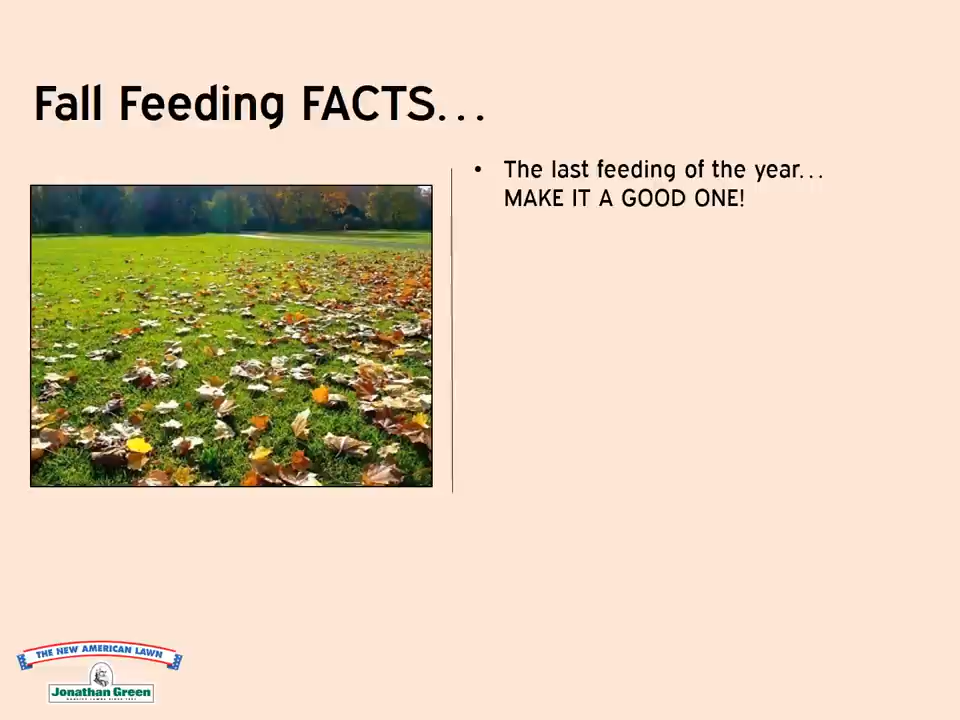 Fall Feeding FACTS...
• The last feeding of the year...
MAKE IT A GOOD ONE!
THE NEW AMERICAN LAWN
Jonathan Green